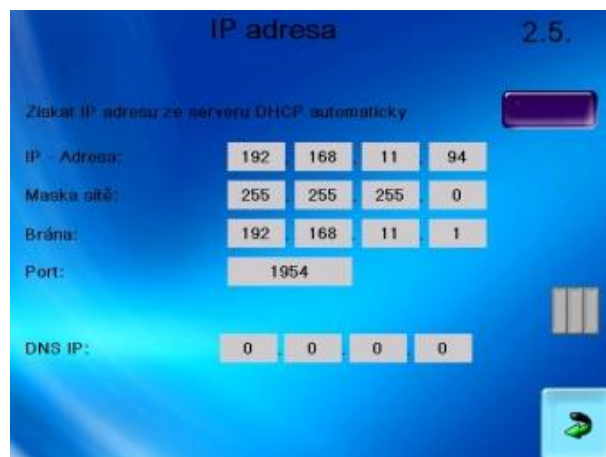 IP adresa 2.5.
Získat IP adresu ze serveru DHCP automaticky
IP - Adresa: 192 . 168 . 11 . 94
Maska sítě: 255 . 255 . 255 . 0
Brána: 192 . 168 . 11 . 1
Port: 1954
DNS IP: 0 . 0 . 0 . 0